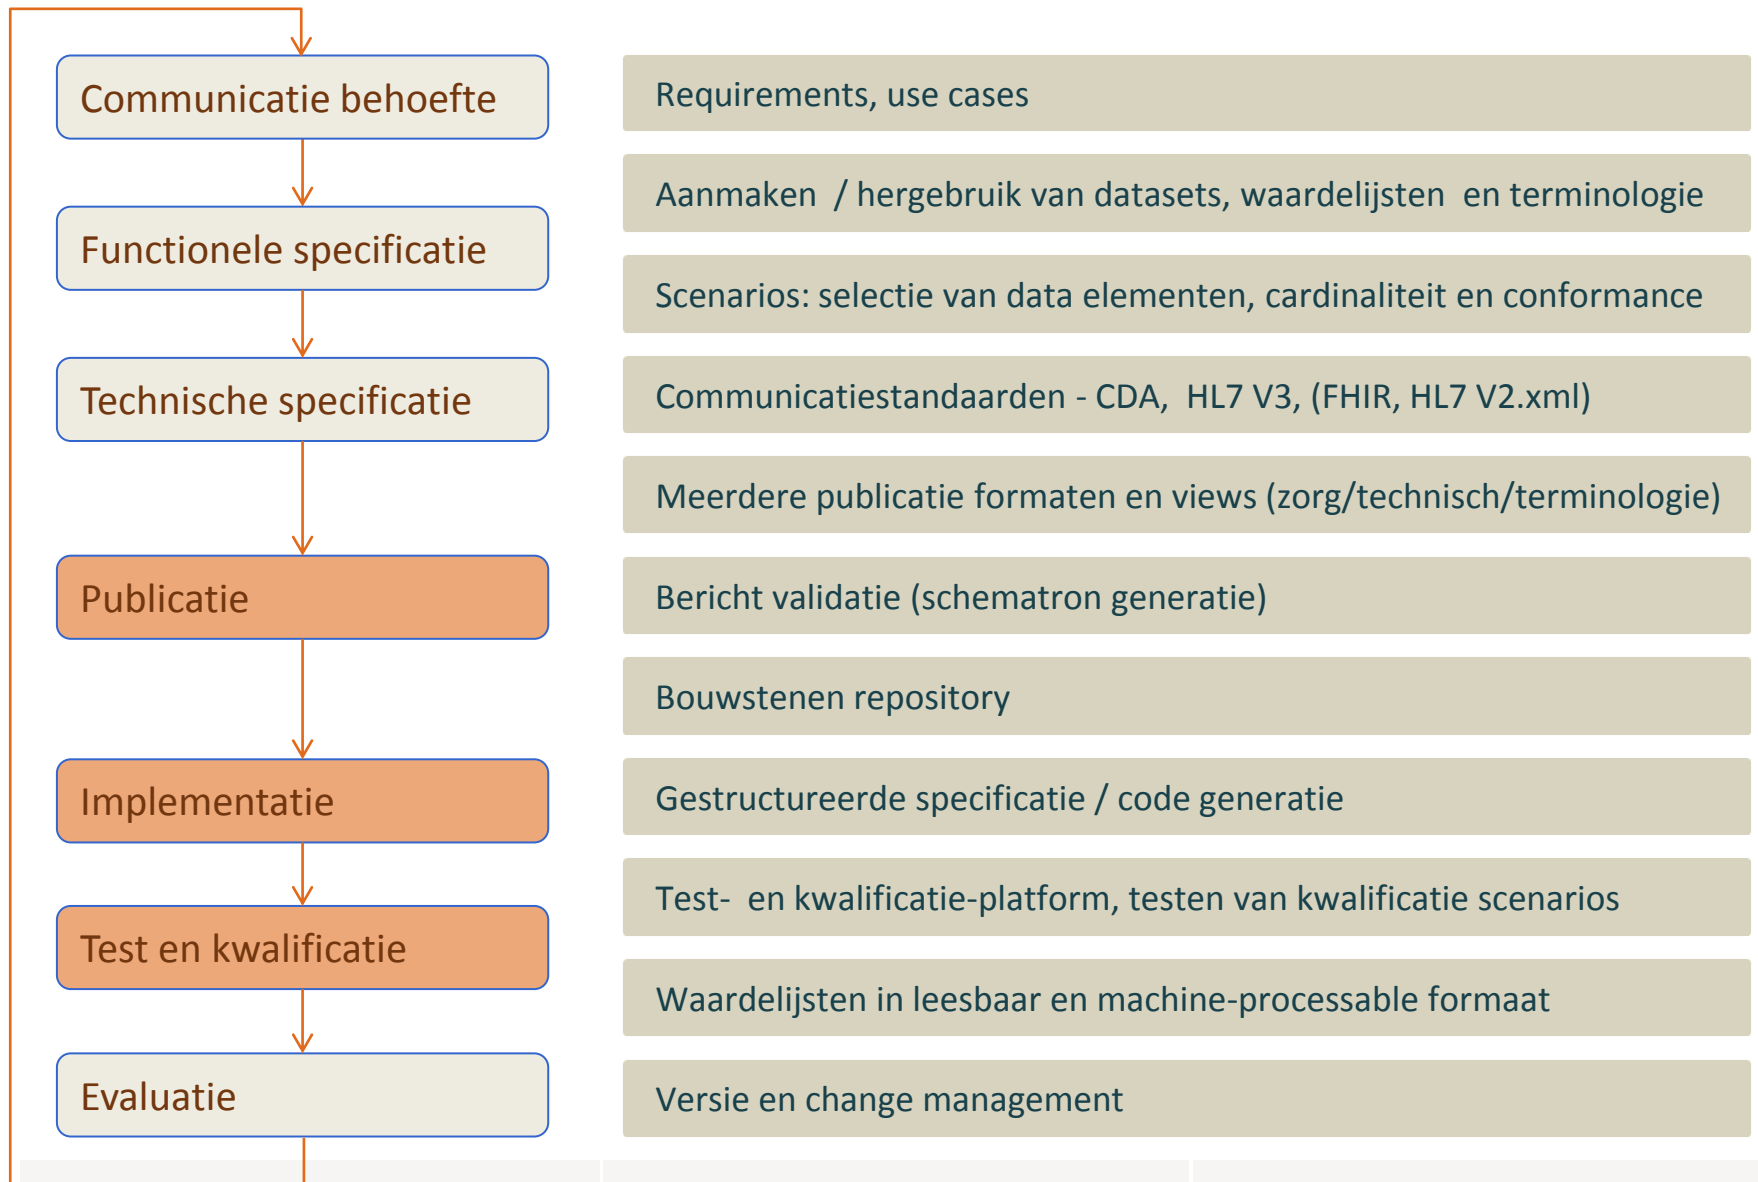 Communicatie behoefte
Functionele specificatie
Technische specificatie
Publicatie
Implementatie
Test en kwalificatie
Evaluatie
Requirements, use cases
Aanmaken / hergebruik van datasets, waardelijsten en terminologie
Scenarios: selectie van data elementen, cardinaliteit en conformance
Communicatiestandaarden - CDA, HL7 V3, (FHIR, HL7 V2.xml)
Meerdere publicatie formaten en views (zorg/technisch/terminologie)
Bericht validatie (schematron generatie)
Bouwstenen repository
Gestructureerde specificatie / code generatie
Test- en kwalificatie-platform, testen van kwalificatie scenarios
Waardelijsten in leesbaar en machine-processable formaat
Versie en change management